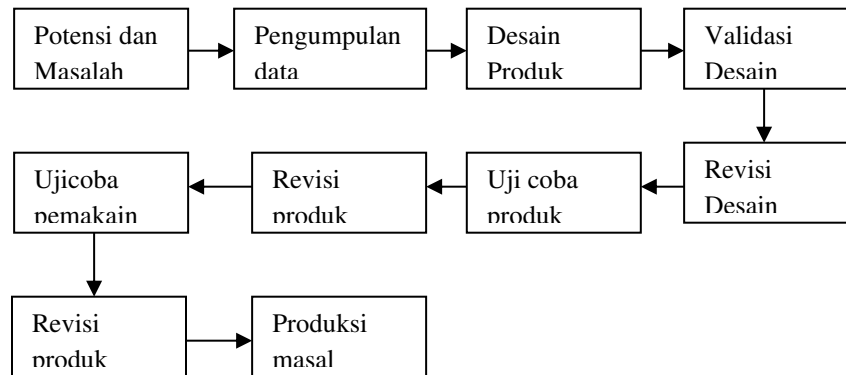 Potensi dan
Masalah
Pengumpulan
data
Desain
Produk
Validasi
Desain
Ujicoba
pemakain
Revisi
produk
Uji coba
produk
Revisi
Desain
Revisi
produk
Produksi
masal